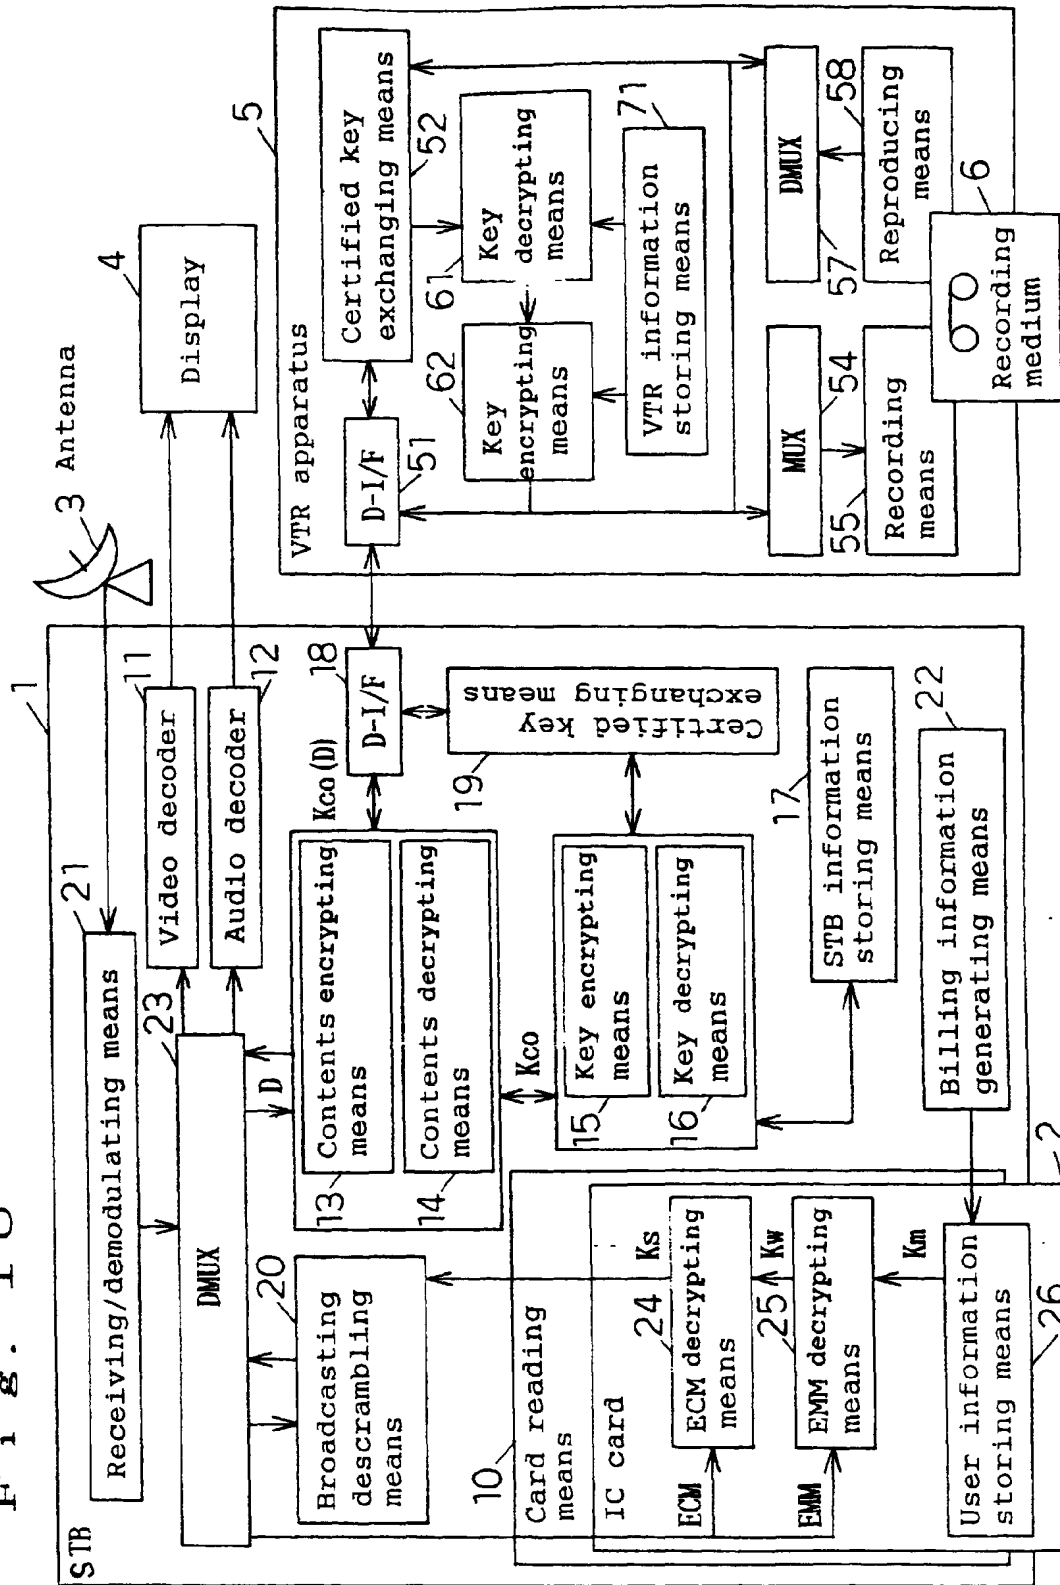 Fig. 10
STB
1
Receiving/demodulating means
21
3 Antenna
4
Display
DMUX
23
Video decoder
11
Audio decoder
12
D
Broadcasting
descrambling
means
20
Contents encrypting
means
13
Contents decrypting
means
14
Kco(D)
D-I/F
18
Kco
Key encrypting
means
15
Key decrypting
means
16
Certified key
exchanging means
19
STB information
storing means
17
Billing information
generating means
22
10
Card reading
means
IC card
2
ECM
ECM decrypting
means
24
Ks
Kw
EMM
EMM decrypting
means
25
Km
User information
storing means
26
VTR apparatus
5
D-I/F
51
Certified key
exchanging means
52
Key
encrypting
means
62
Key
decrypting
means
61
VTR information
storing means
71
MUX
54
DMUX
57
Recording
means
55
Reproducing
means
58
Recording
medium
6